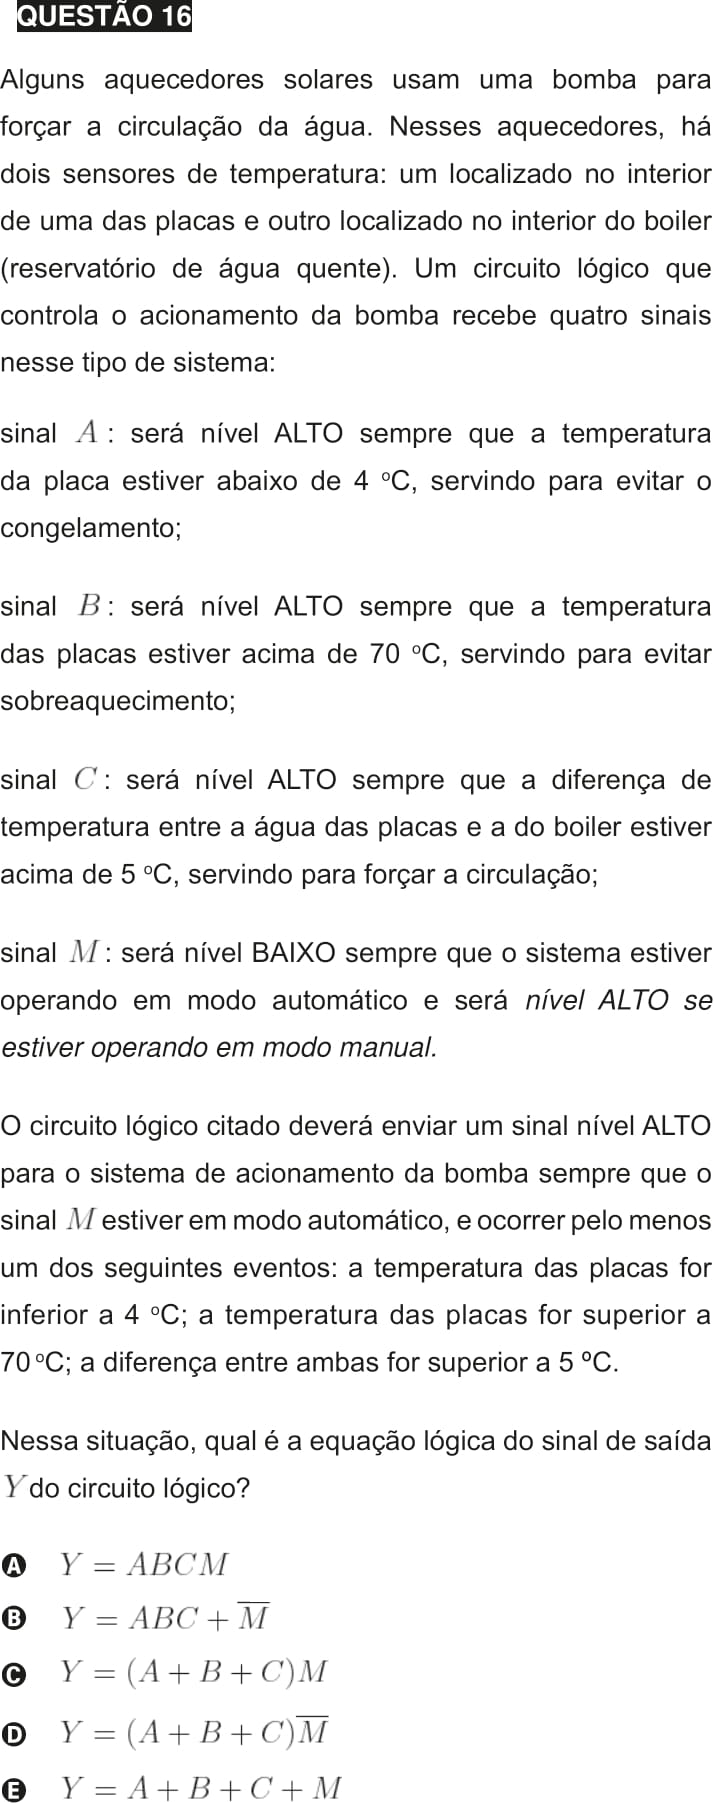 QUESTÃO 16
Alguns aquecedores solares usam uma bomba para
forçar a circulação da água. Nesses aquecedores, há
dois sensores de temperatura: um localizado no interior
de uma das placas e outro localizado no interior do boiler
(reservatório de água quente). Um circuito lógico que
controla o acionamento da bomba recebe quatro sinais
nesse tipo de sistema:
sinal A: será nível ALTO sempre que a temperatura
da placa estiver abaixo de 4 ºC, servindo para evitar o
congelamento;
sinal B: será nível ALTO sempre que a temperatura
das placas estiver acima de 70 ºC, servindo para evitar
sobreaquecimento;
sinal C: será nível ALTO sempre que a diferença de
temperatura entre a água das placas e a do boiler estiver
acima de 5 ºC, servindo para forçar a circulação;
sinal M: será nível BAIXO sempre que o sistema estiver
operando em modo automático e será nível ALTO se
estiver operando em modo manual.
O circuito lógico citado deverá enviar um sinal nível ALTO
para o sistema de acionamento da bomba sempre que o
sinal M estiver em modo automático, e ocorrer pelo menos
um dos seguintes eventos: a temperatura das placas for
inferior a 4 ºC; a temperatura das placas for superior a
70 ºC; a diferença entre ambas for superior a 5 ºC.
Nessa situação, qual é a equação lógica do sinal de saída
Y do circuito lógico?
A Y = ABCM
B Y = ABC + M̅
C Y = (A + B + C)M
D Y = (A + B + C)M̅
E Y = A + B + C + M